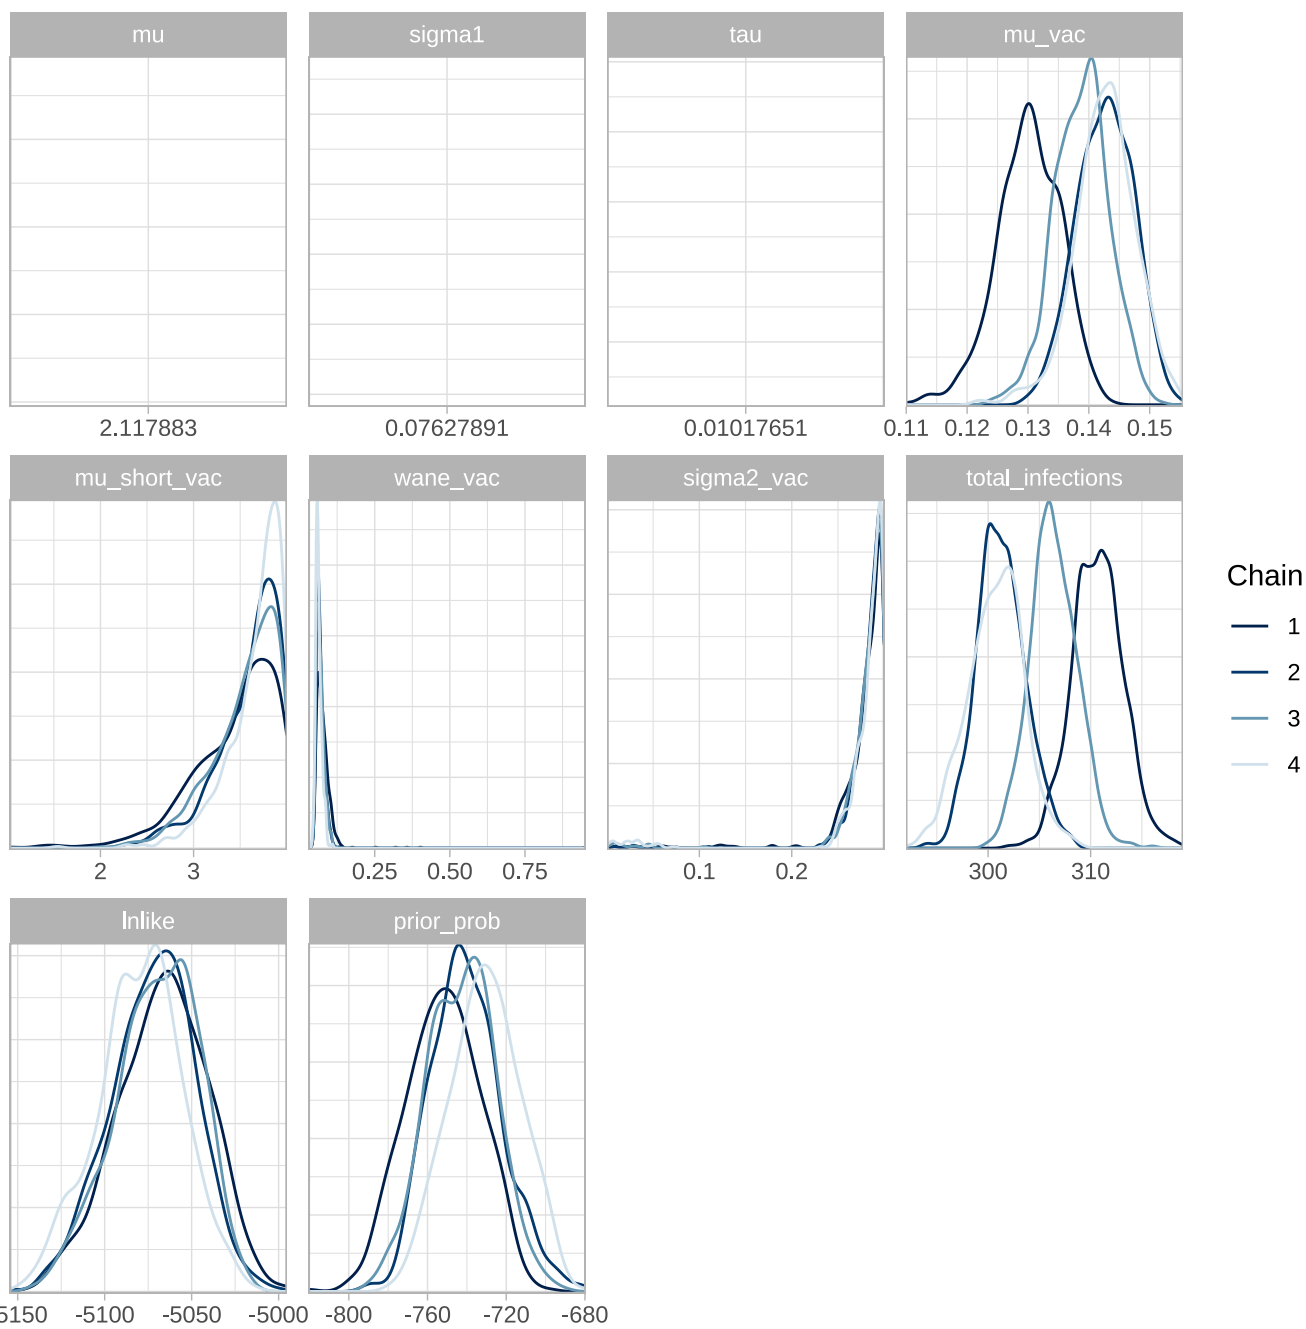 mu sigma1 tau mu_vac
2.117883 0.07627891 0.01017651 0.11 0.12 0.13 0.14 0.15
mu_short_vac wane_vac sigma2_vac total_infections
2 3 0.25 0.50 0.75 0.1 0.2 300 310
Chain
1
2
3
4
lnlike prior_prob
5150 -5100 -5050 -5000 -800 -760 -720 -680